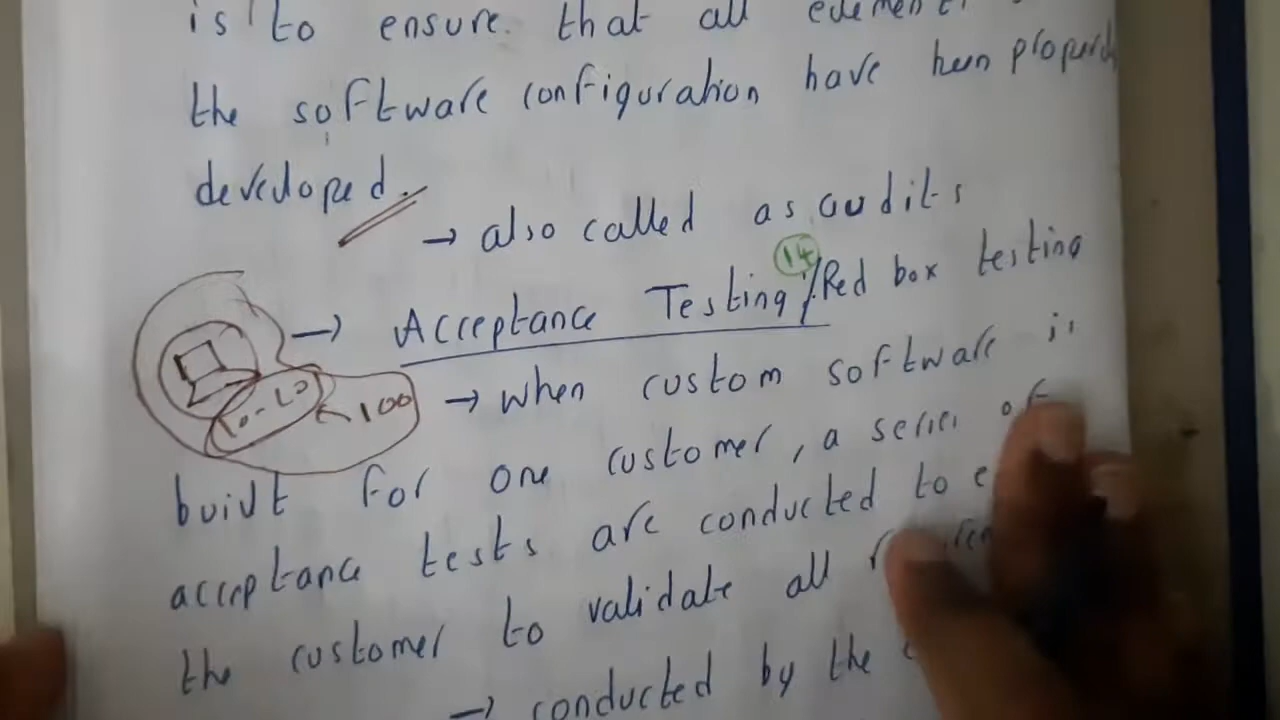 is to ensure that all
the software configuration have been
developed.
→ also called as audits
14
→ Acceptance Testing / Red box testing
100
→ when custom software is
built for one customer, a series of
acceptance tests are conducted to
the customer to validate all
→ conducted by the